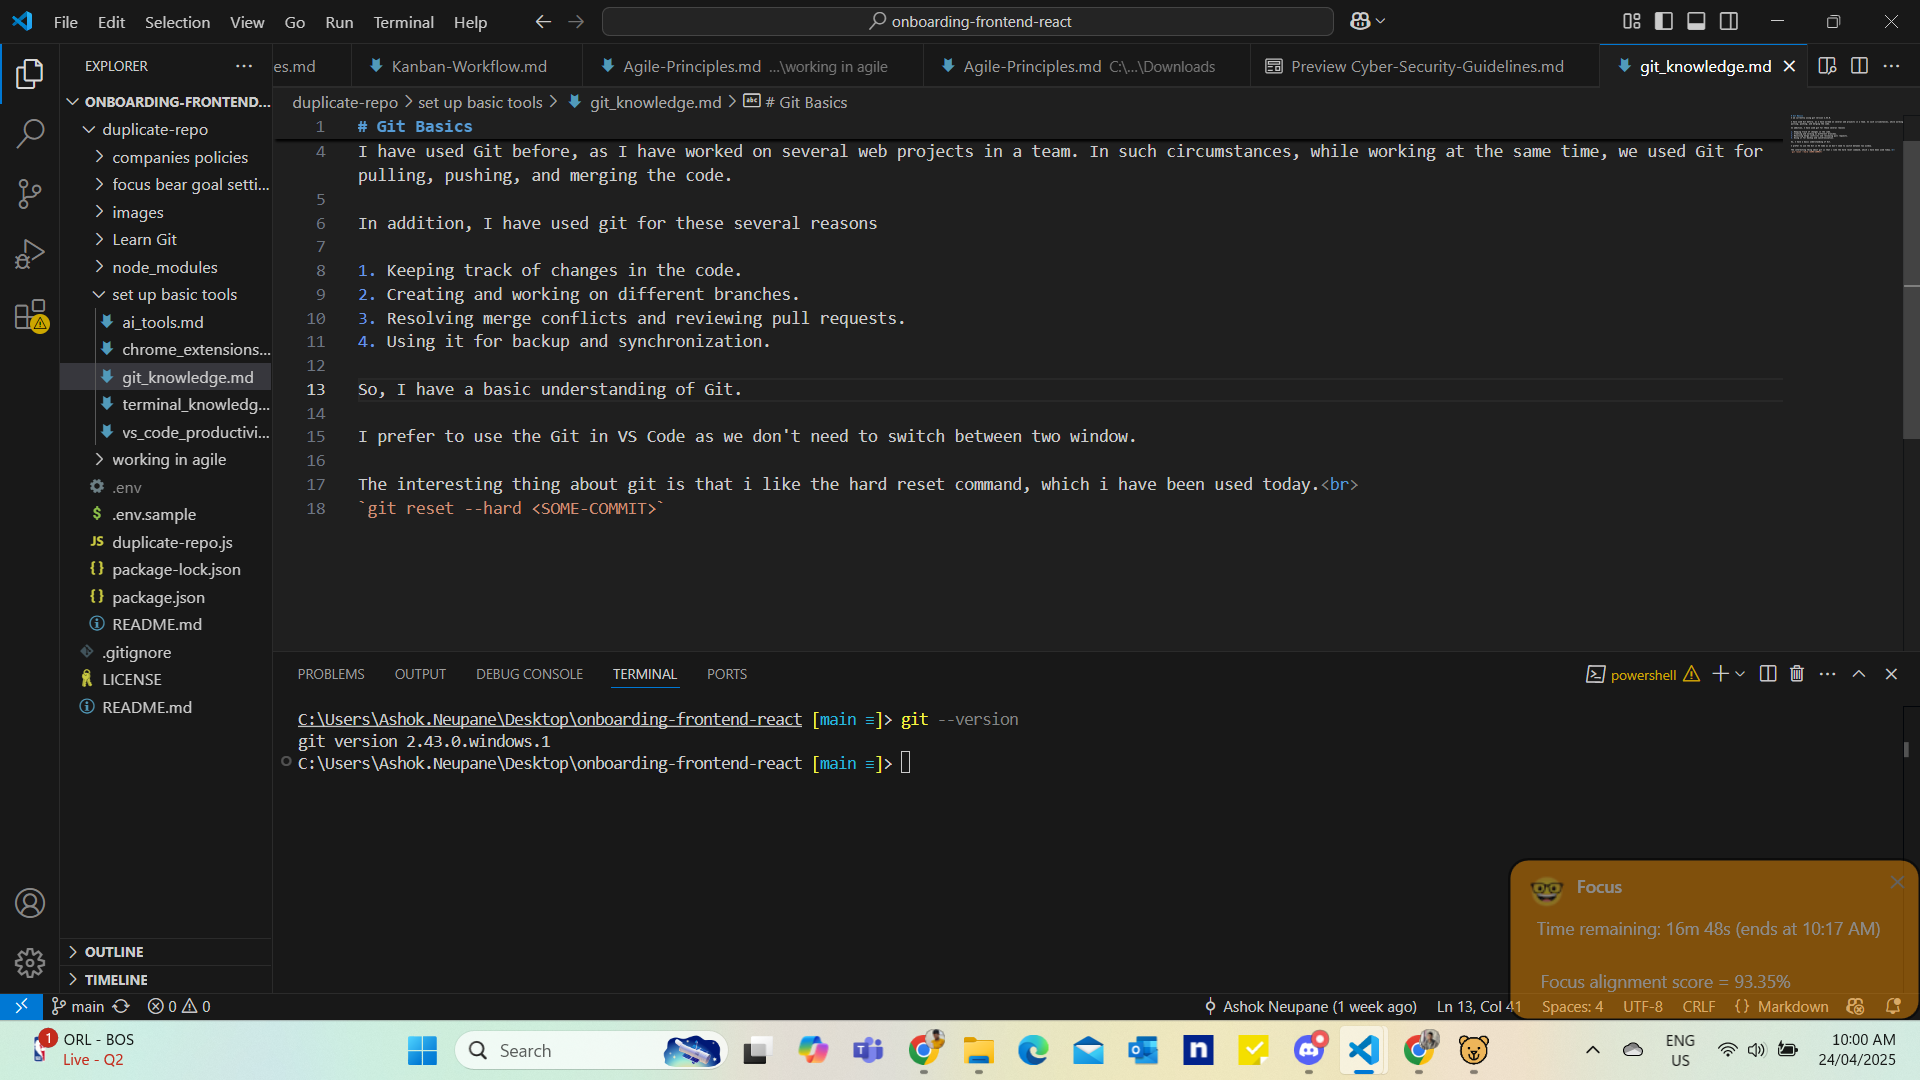 File Edit Selection View Go Run Terminal Help
onboarding-frontend-react
EXPLORER
es.md
Kanban-Workflow.md
Agile-Principles.md ...\working in agile
Agile-Principles.md C:\...\Downloads
Preview Cyber-Security-Guidelines.md
git_knowledge.md
duplicate-repo > set up basic tools > git_knowledge.md > # Git Basics
ONBOARDING-FRONTEND...
duplicate-repo
companies policies
focus bear goal setti...
images
Learn Git
node_modules
set up basic tools
ai_tools.md
chrome_extensions...
git_knowledge.md
terminal_knowledg...
vs_code_productivi...
working in agile
.env
.env.sample
JS duplicate-repo.js
package-lock.json
package.json
README.md
.gitignore
LICENSE
README.md
OUTLINE
TIMELINE
1 # Git Basics
4 I have used Git before, as I have worked on several web projects in a team. In such circumstances, while working at the same time, we used Git for
pulling, pushing, and merging the code.
5
6 In addition, I have used git for these several reasons
7
8 1. Keeping track of changes in the code.
9 2. Creating and working on different branches.
10 3. Resolving merge conflicts and reviewing pull requests.
11 4. Using it for backup and synchronization.
12
13 So, I have a basic understanding of Git.
14
15 I prefer to use the Git in VS Code as we don't need to switch between two window.
16
17 The interesting thing about git is that i like the hard reset command, which i have been used today.<br>
18 `git reset --hard <SOME-COMMIT>`
PROBLEMS OUTPUT DEBUG CONSOLE TERMINAL PORTS
powershell
C:\Users\Ashok.Neupane\Desktop\onboarding-frontend-react [main ≡]> git --version
git version 2.43.0.windows.1
C:\Users\Ashok.Neupane\Desktop\onboarding-frontend-react [main ≡]>
Focus
Time remaining: 16m 48s (ends at 10:17 AM)
Focus alignment score = 93.35%
main 0 0
Ashok Neupane (1 week ago) Ln 13, Col 41 Spaces: 4 UTF-8 CRLF {} Markdown
1
ORL - BOS
Live - Q2
Search
ENG
US
10:00 AM
24/04/2025